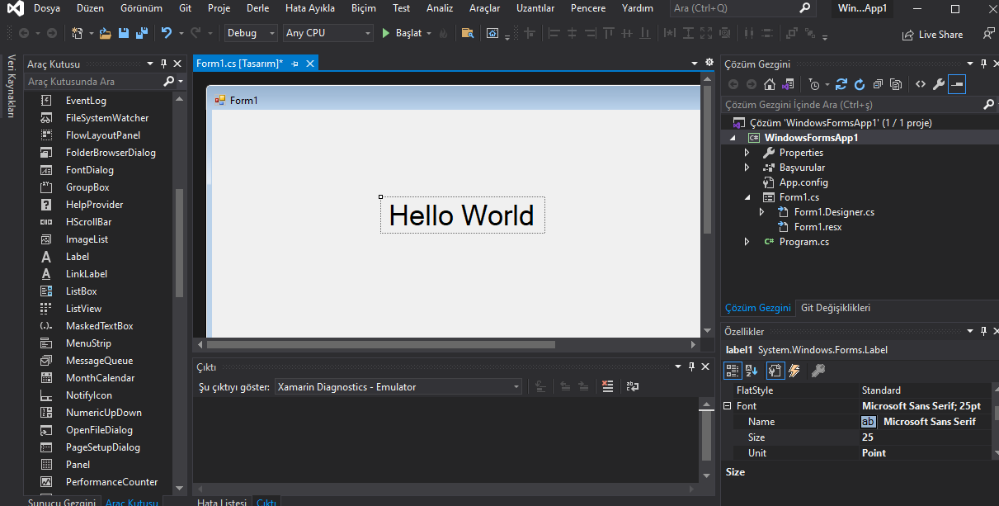 Dosya Düzen Görünüm Git Proje Derle Hata Ayıkla Biçim Test Analiz Araçlar Uzantılar Pencere Yardım Ara (Ctrl+Q) Win...App1
Debug Any CPU Başlat Live Share
Veri Kaynakları
Araç Kutusu
Araç Kutusunda Ara
EventLog
FileSystemWatcher
FlowLayoutPanel
FolderBrowserDialog
FontDialog
GroupBox
HelpProvider
HScrollBar
ImageList
Label
LinkLabel
ListBox
ListView
MaskedTextBox
MenuStrip
MessageQueue
MonthCalendar
NotifyIcon
NumericUpDown
OpenFileDialog
PageSetupDialog
Panel
PerformanceCounter
Sunucu Gezgini Araç Kutusu
Form1.cs [Tasarım]*
Form1
Hello World
Çıktı
Şu çıktıyı göster: Xamarin Diagnostics - Emulator
Hata Listesi Çıktı
Çözüm Gezgini
Çözüm Gezgini İçinde Ara (Ctrl+ş)
Çözüm 'WindowsFormsApp1' (1 / 1 proje)
C# WindowsFormsApp1
Properties
Başvurular
App.config
Form1.cs
Form1.Designer.cs
Form1.resx
C# Program.cs
Çözüm Gezgini Git Değişiklikleri
Özellikler
label1 System.Windows.Forms.Label
FlatStyle Standard
Font Microsoft Sans Serif; 25pt
Name ab Microsoft Sans Serif
Size 25
Unit Point
Size